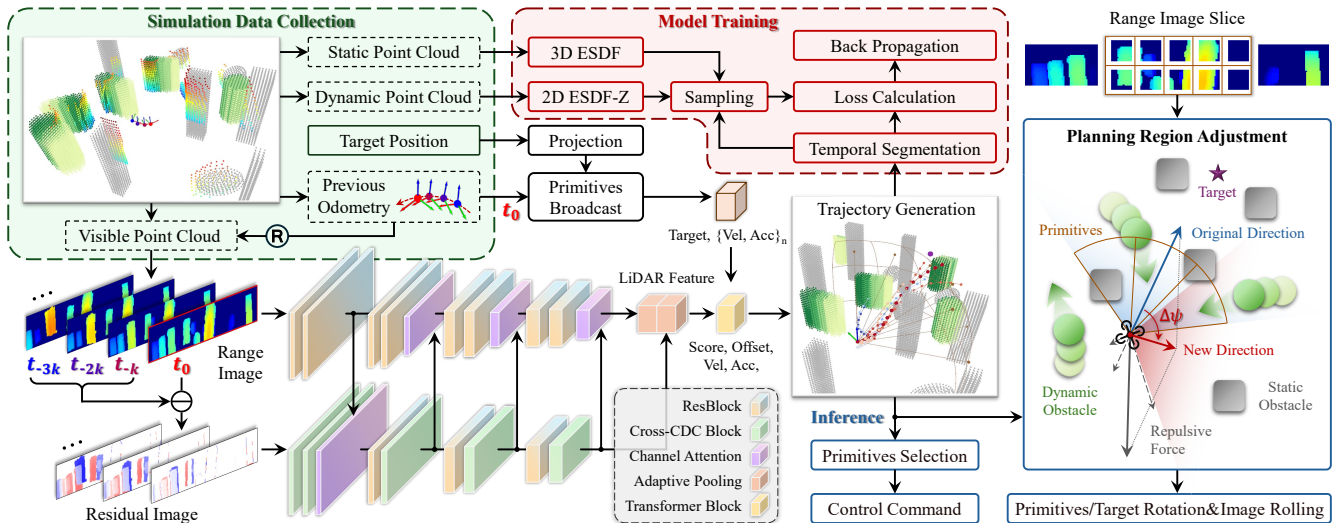 Simulation Data Collection
Static Point Cloud
Dynamic Point Cloud
Target Position
Previous
Odometry
Visible Point Cloud
R
t0
Model Training
3D ESDF
2D ESDF-Z
Sampling
Back Propagation
Loss Calculation
Temporal Segmentation
Projection
Primitives
Broadcast
Target, {Vel, Acc}n
Trajectory Generation
Range Image Slice
Planning Region Adjustment
Target
Primitives
Original Direction
Δψ
New Direction
Dynamic
Obstacle
Static
Obstacle
Repulsive
Force
Primitives/Target Rotation&Image Rolling
...
t-3k
t-2k
t-k
t0
Range
Image
...
Residual Image
LiDAR Feature
Score, Offset,
Vel, Acc,
ResBlock
Cross-CDC Block
Channel Attention
Adaptive Pooling
Transformer Block
Inference
Primitives Selection
Control Command